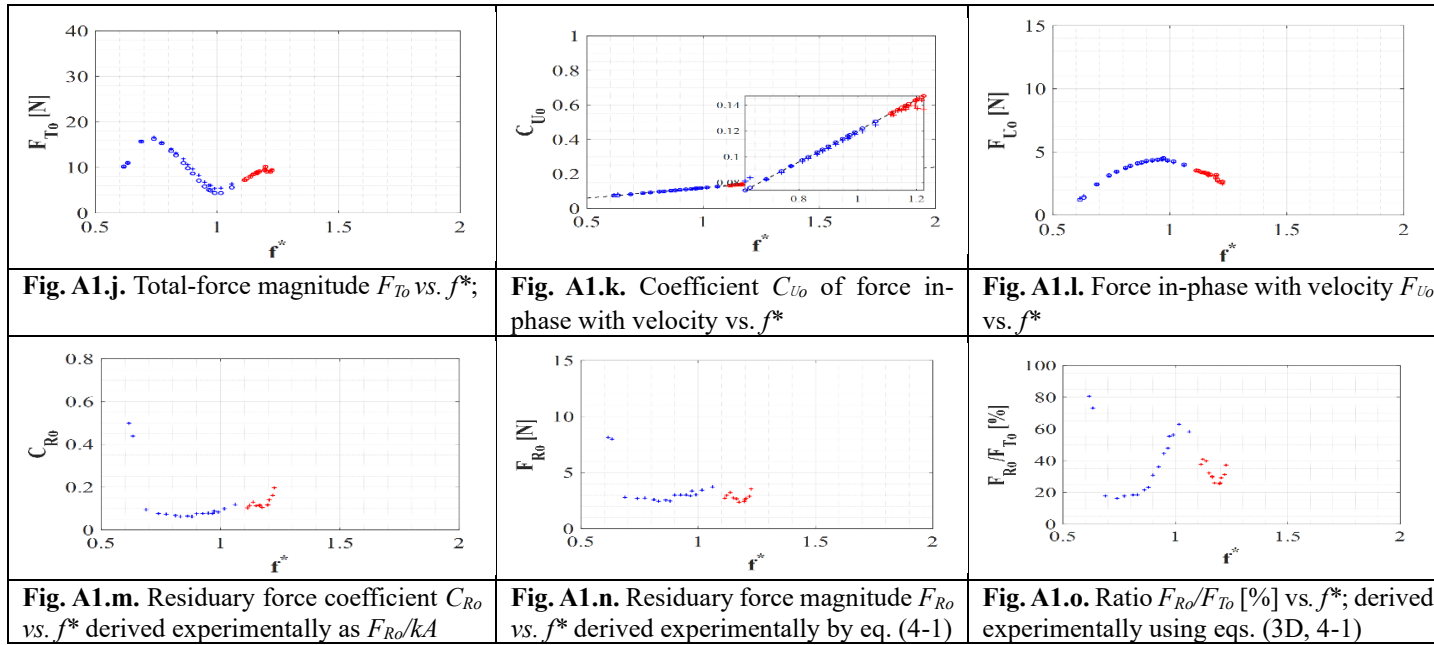 40
30
20
10
0
F_To [N]
0.5 1 1.5 2
f*
1
0.8
0.6
0.4
0.2
0
C_Uo
0.14
0.12
0.1
0.08
0.8 1 1.2
0.5 1 1.5 2
f*
15
10
5
0
F_Uo [N]
0.5 1 1.5 2
f*
Fig. A1.j. Total-force magnitude F_To vs. f*;
Fig. A1.k. Coefficient C_Uo of force in-
phase with velocity vs. f*
Fig. A1.l. Force in-phase with velocity F_Uo
vs. f*
0.8
0.6
0.4
0.2
0
C_Ro
0.5 1 1.5 2
f*
15
10
5
0
F_Ro [N]
0.5 1 1.5 2
f*
100
80
60
40
20
0
F_Ro/F_To [%]
0.5 1 1.5 2
f*
Fig. A1.m. Residuary force coefficient C_Ro
vs. f* derived experimentally as F_Ro/kA
Fig. A1.n. Residuary force magnitude F_Ro
vs. f* derived experimentally by eq. (4-1)
Fig. A1.o. Ratio F_Ro/F_To [%] vs. f*; derived
experimentally using eqs. (3D, 4-1)